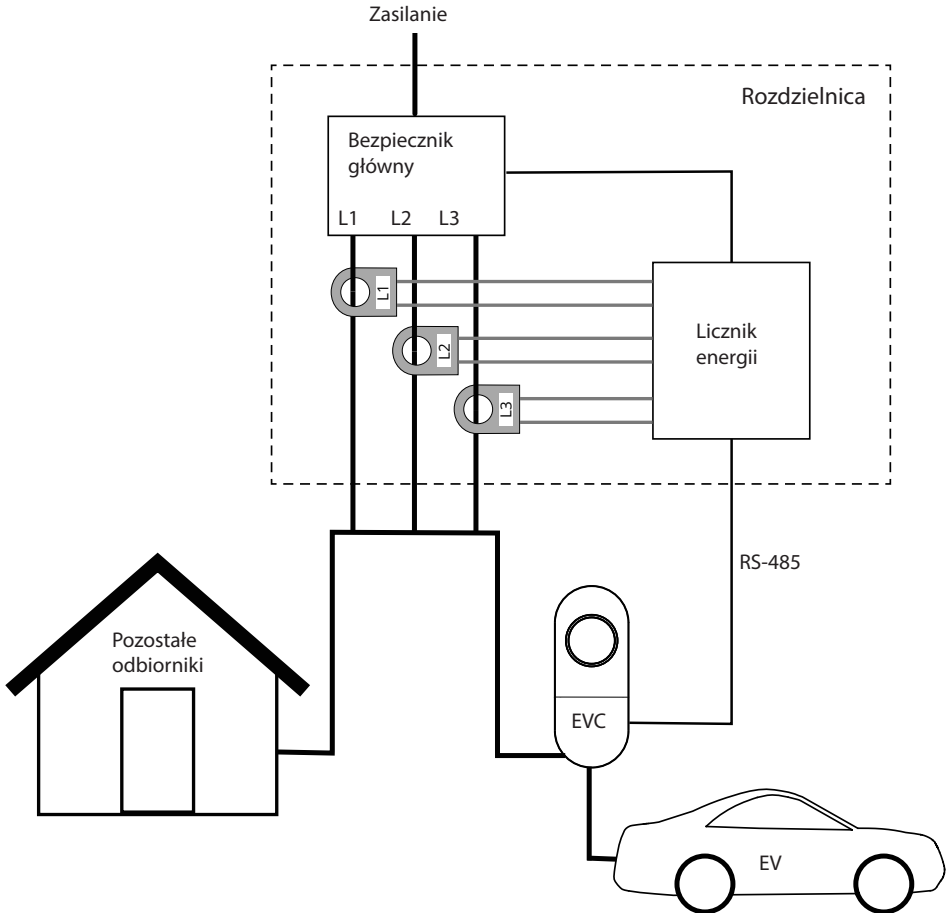 Zasilanie
Rozdzielnica
Bezpiecznik
główny
L1 L2 L3
L1
L2
L3
Licznik
energii
RS-485
Pozostałe
odbiorniki
EVC
EV